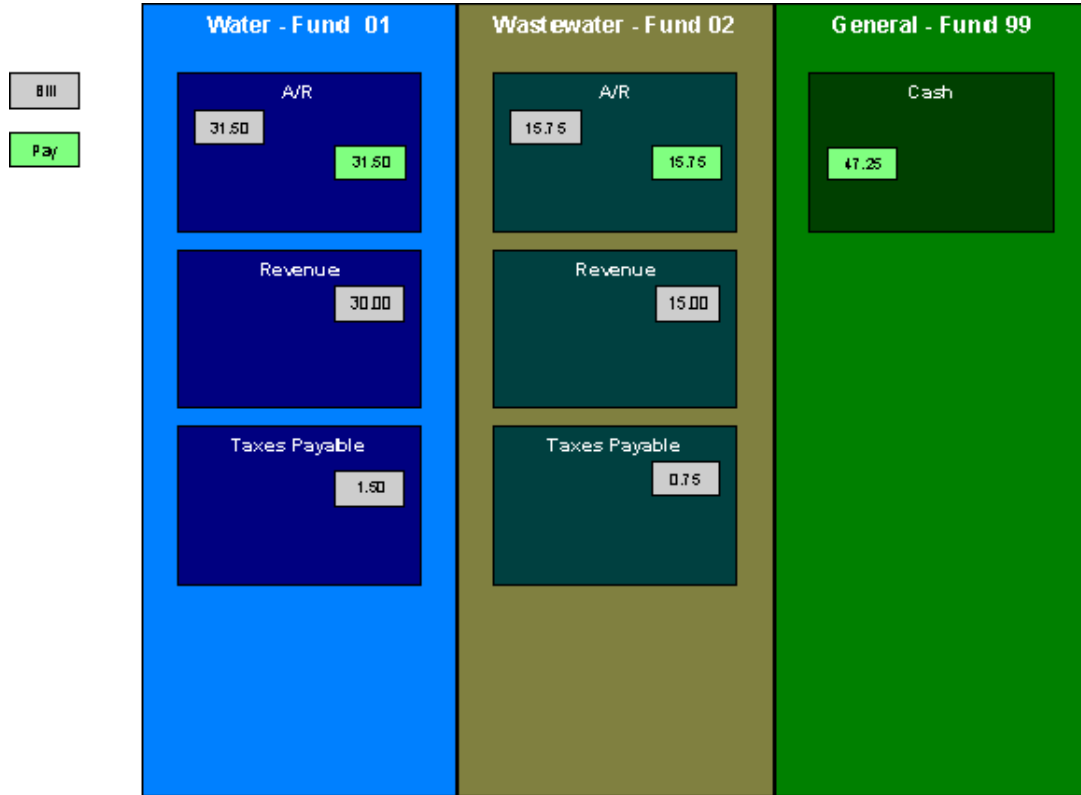 Water - Fund 01
Wastewater - Fund 02
General - Fund 99
Bill
Pay
A/R
31.50
31.50
Revenue
30.00
Taxes Payable
1.50
A/R
15.75
15.75
Revenue
15.00
Taxes Payable
0.75
Cash
47.25